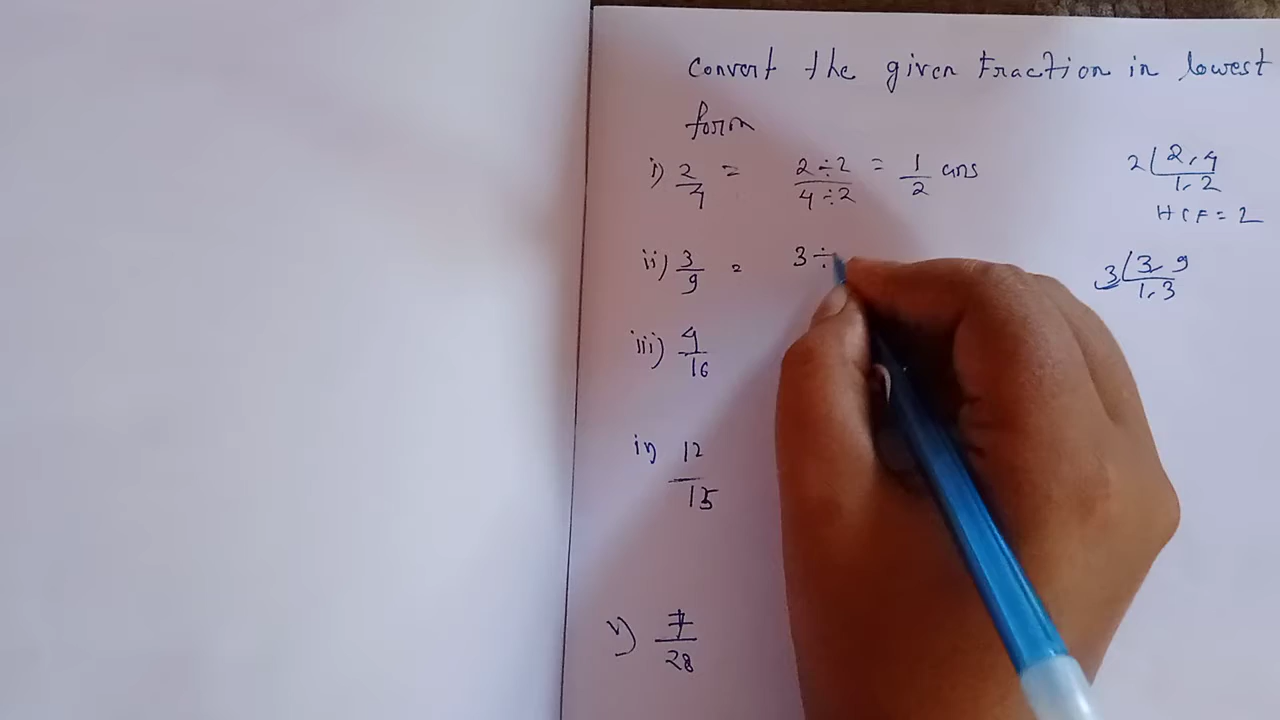 Convert the given Fraction in lowest
form
i) 2/4 = 2÷2/4÷2 = 1/2 ans
2 | 2, 4
1, 2
HCF = 2
ii) 3/9 = 3÷
3 | 3, 9
1, 3
iii) 4/16
iv) 12/15
v) 7/28